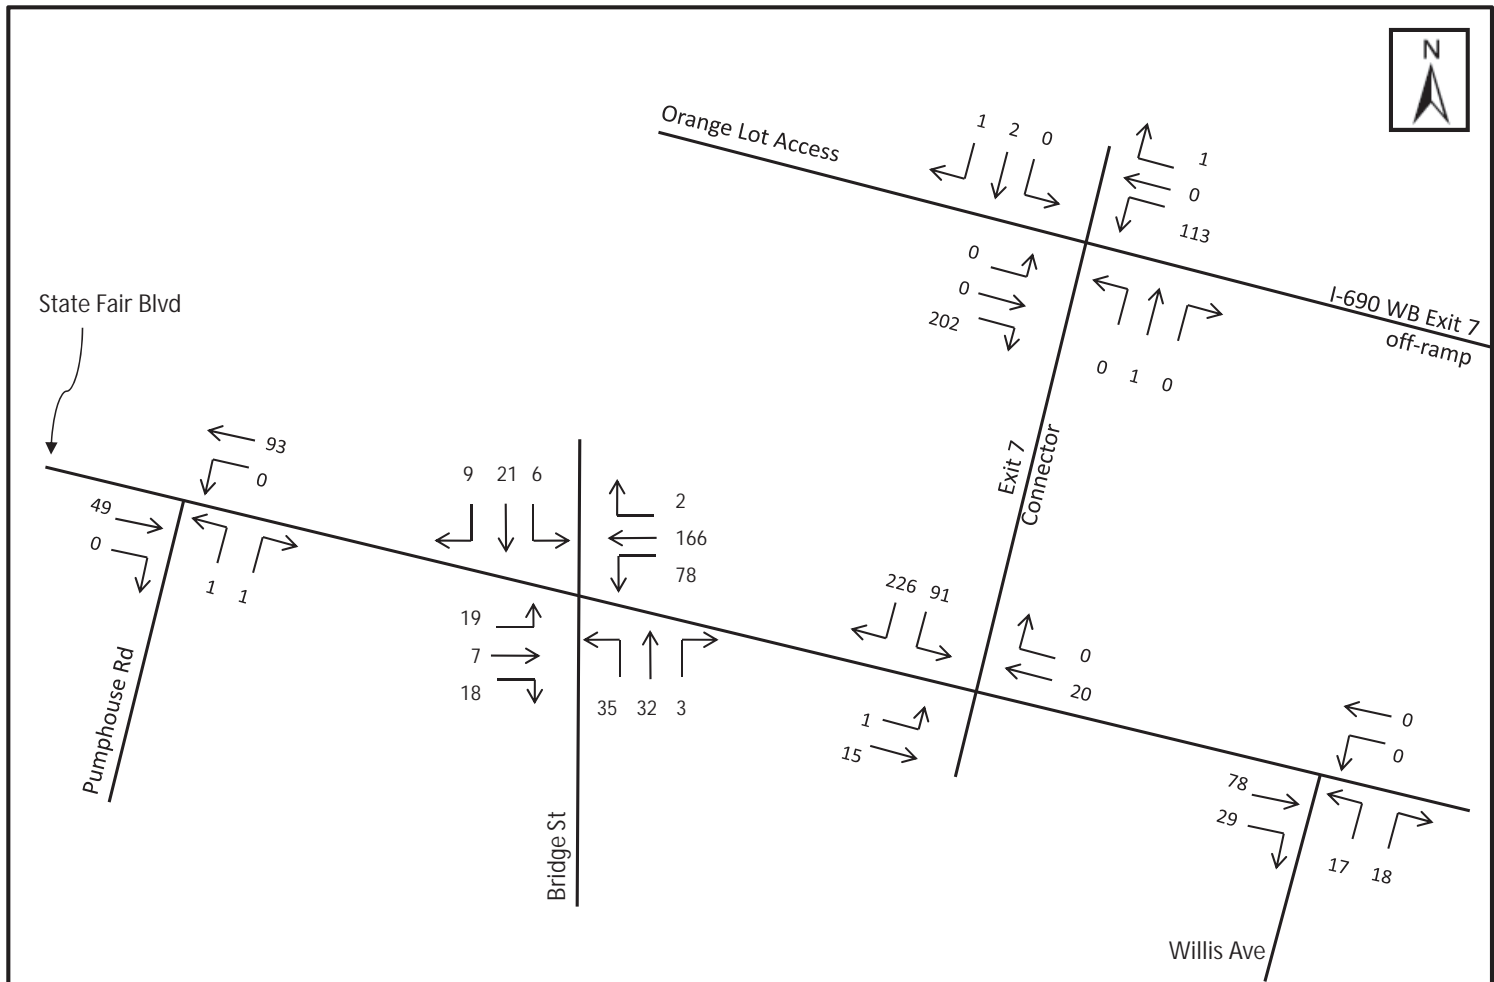 N
Orange Lot Access
1 2 0
1
0
113
0
0
202
0 1 0
I-690 WB Exit 7
off-ramp
State Fair Blvd
Exit 7
Connector
93
0
49
0
1 1
Pumphouse Rd
9 21 6
2
166
78
19
7
18
35 32 3
Bridge St
226 91
0
20
1
15
0
0
78
29
17 18
Willis Ave